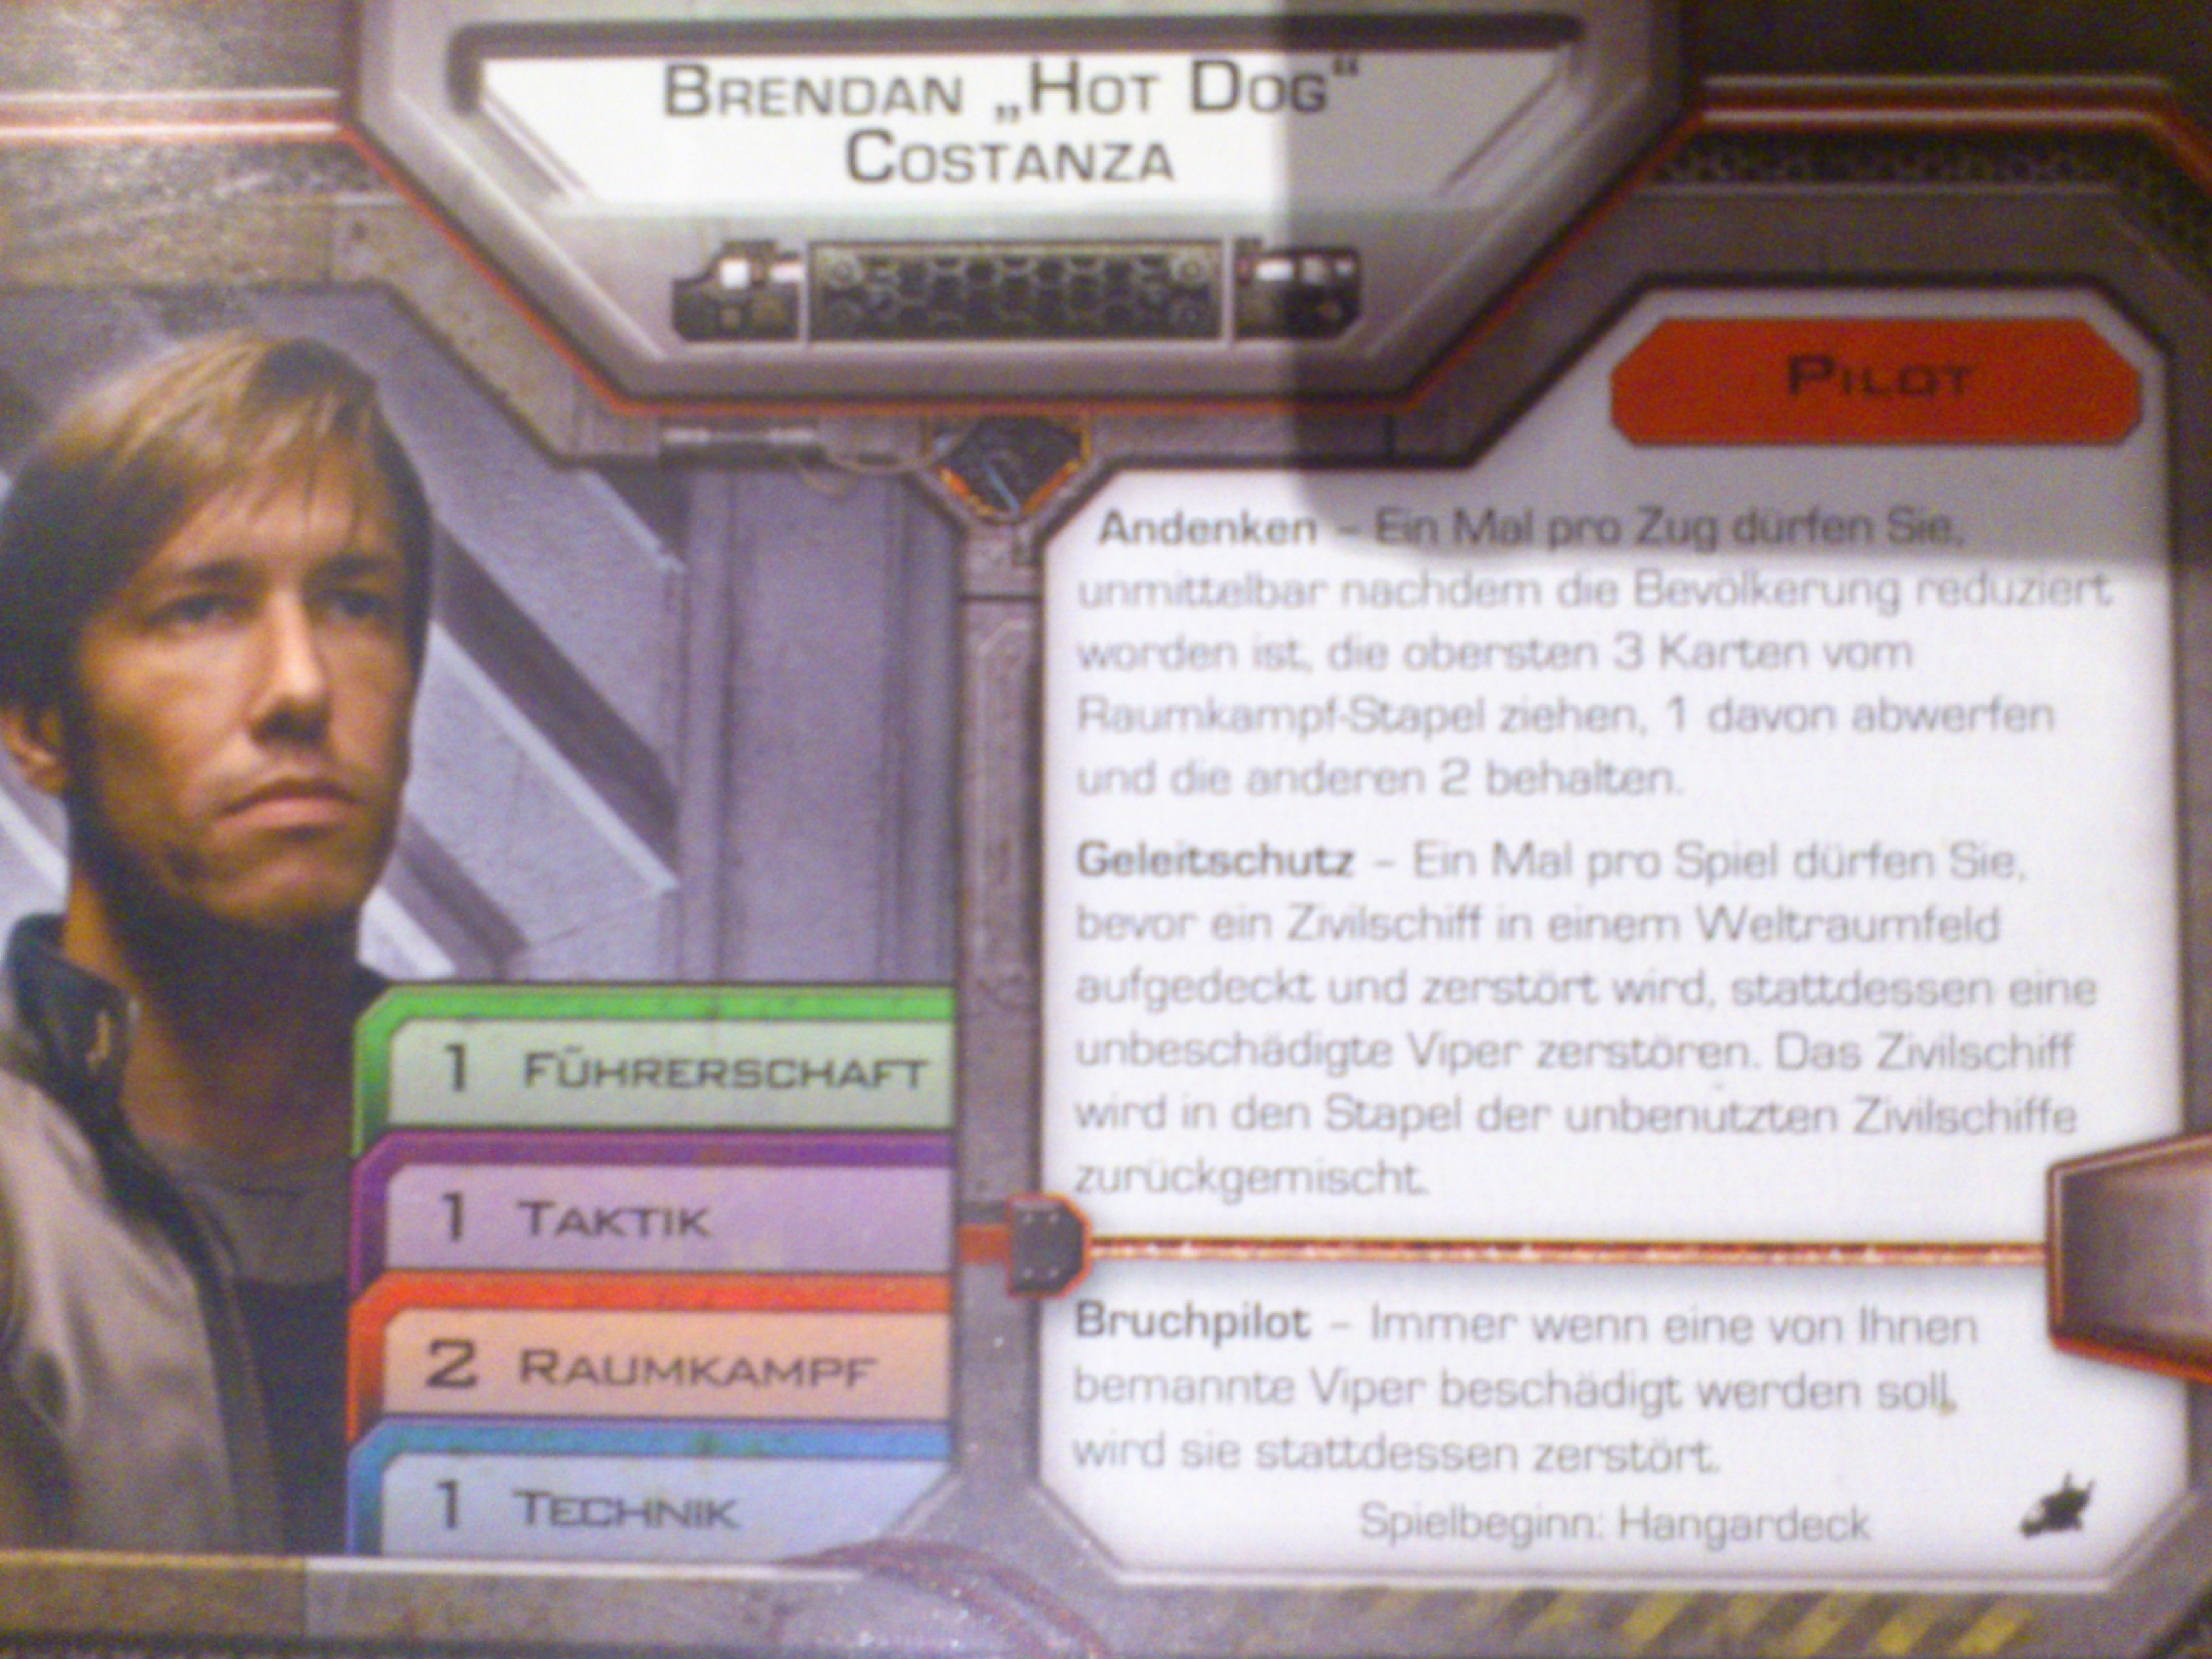 BRENDAN „HOT DOG“
COSTANZA
PILOT
Andenken – Ein Mal pro Zug dürfen Sie,
unmittelbar nachdem die Bevölkerung reduziert
worden ist, die obersten 3 Karten vom
Raumkampf-Stapel ziehen, 1 davon abwerfen
und die anderen 2 behalten.
Geleitschutz – Ein Mal pro Spiel dürfen Sie,
bevor ein Zivilschiff in einem Weltraumfeld
aufgedeckt und zerstört wird, stattdessen eine
unbeschädigte Viper zerstören. Das Zivilschiff
wird in den Stapel der unbenutzten Zivilschiffe
zurückgemischt.
Bruchpilot – Immer wenn eine von Ihnen
bemannte Viper beschädigt werden soll,
wird sie stattdessen zerstört.
Spielbeginn: Hangardeck
1 FÜHRERSCHAFT
1 TAKTIK
2 RAUMKAMPF
1 TECHNIK